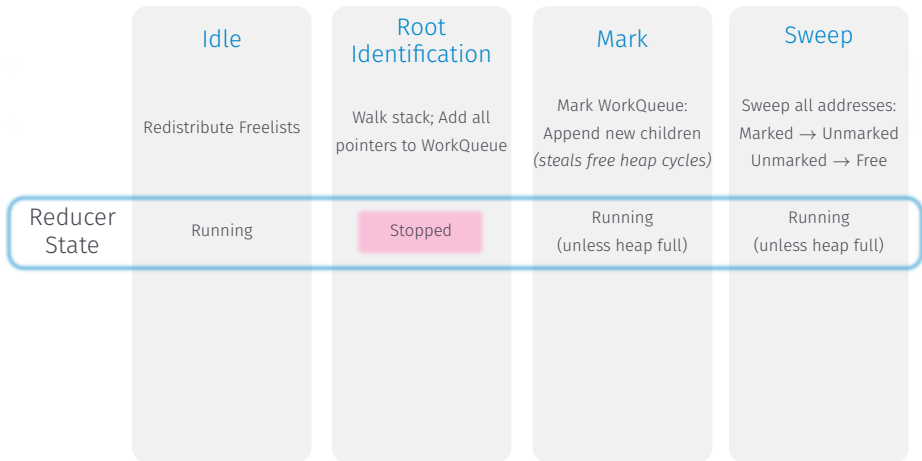 Idle
Root
Identification
Mark
Sweep
Redistribute Freelists
Walk stack; Add all
pointers to WorkQueue
Mark WorkQueue:
Append new children
(steals free heap cycles)
Sweep all addresses:
Marked → Unmarked
Unmarked → Free
Reducer
State
Running
Stopped
Running
(unless heap full)
Running
(unless heap full)